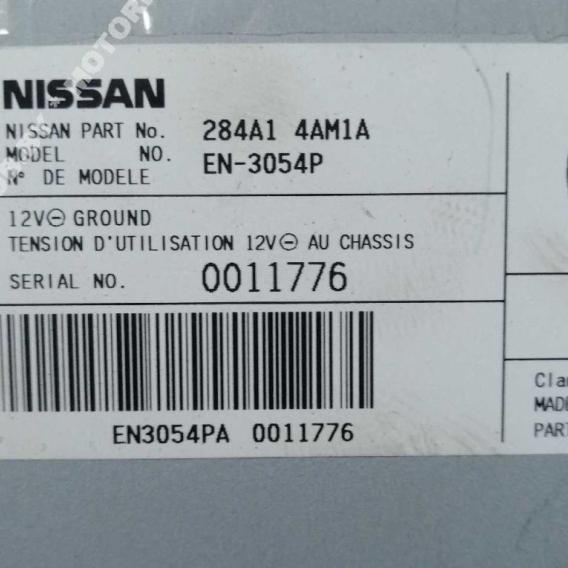 NISSAN
NISSAN PART No. 284A1 4AM1A
MODEL NO. EN-3054P
Nº DE MODELE
12V⊖ GROUND
TENSION D'UTILISATION 12V⊖ AU CHASSIS
SERIAL NO. 0011776
EN3054PA 0011776
Cla
MADE
PART